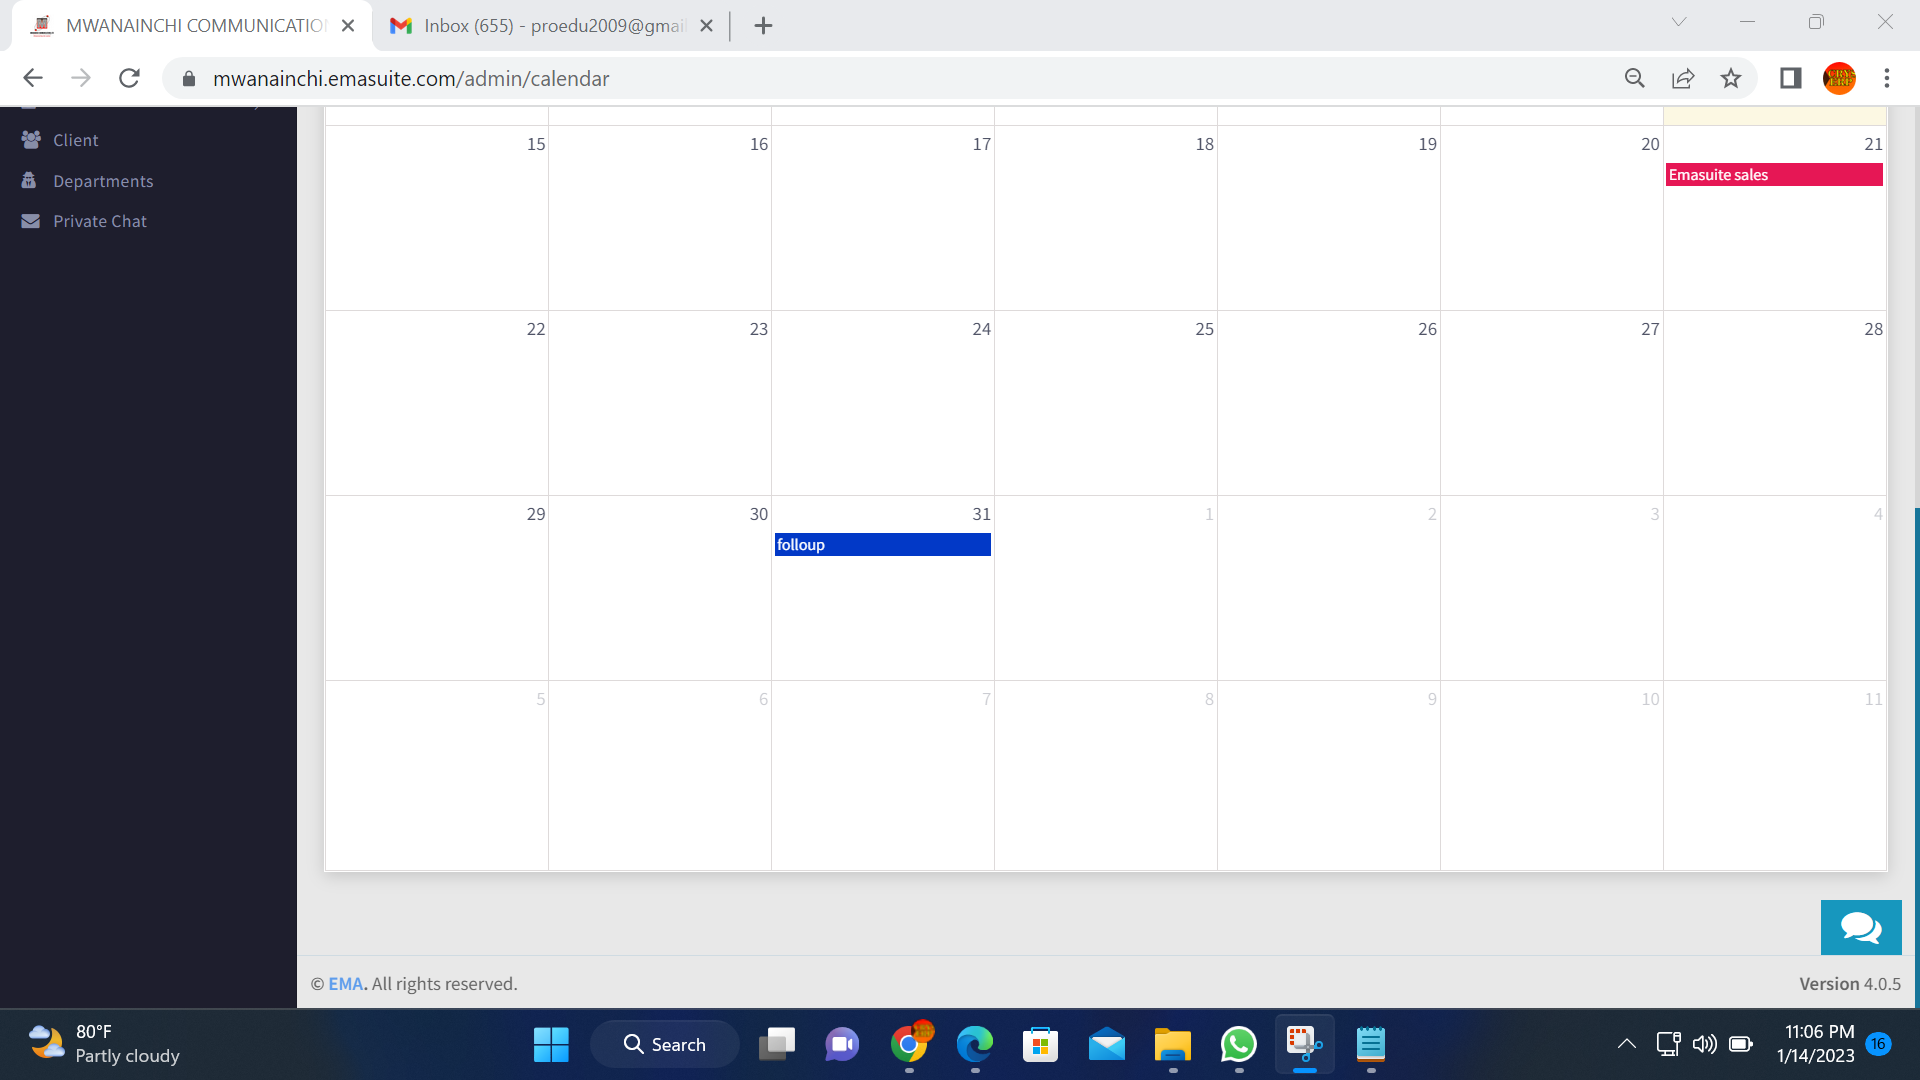 MWANAINCHI COMMUNICATIO
Inbox (655) - proedu2009@gmai
mwanainchi.emasuite.com/admin/calendar
Client
Departments
Private Chat
15 16 17 18 19 20 21
Emasuite sales
22 23 24 25 26 27 28
29 30 31 1 2 3 4
folloup
5 6 7 8 9 10 11
© EMA. All rights reserved.
Version 4.0.5
80°F
Partly cloudy
Search
11:06 PM
1/14/2023
16